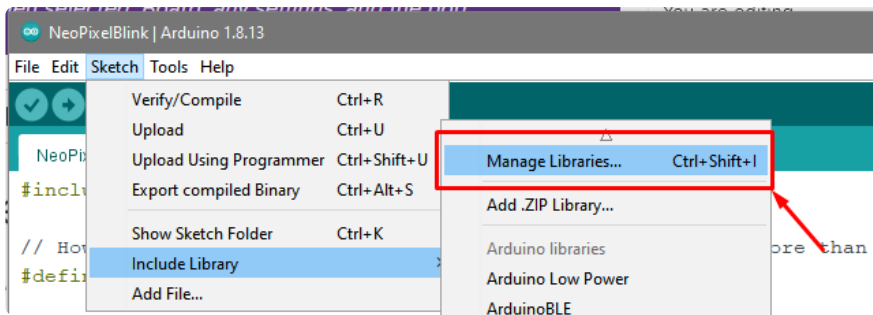 You are editing
NeoPixelBlink | Arduino 1.8.13
File Edit Sketch Tools Help
Verify/Compile Ctrl+R
Upload Ctrl+U
Upload Using Programmer Ctrl+Shift+U
Export compiled Binary Ctrl+Alt+S
Show Sketch Folder Ctrl+K
Include Library
Add File...
Manage Libraries... Ctrl+Shift+I
Add .ZIP Library...
Arduino libraries
Arduino Low Power
ArduinoBLE
NeoPi
#inclu
// How
ore than
#defi